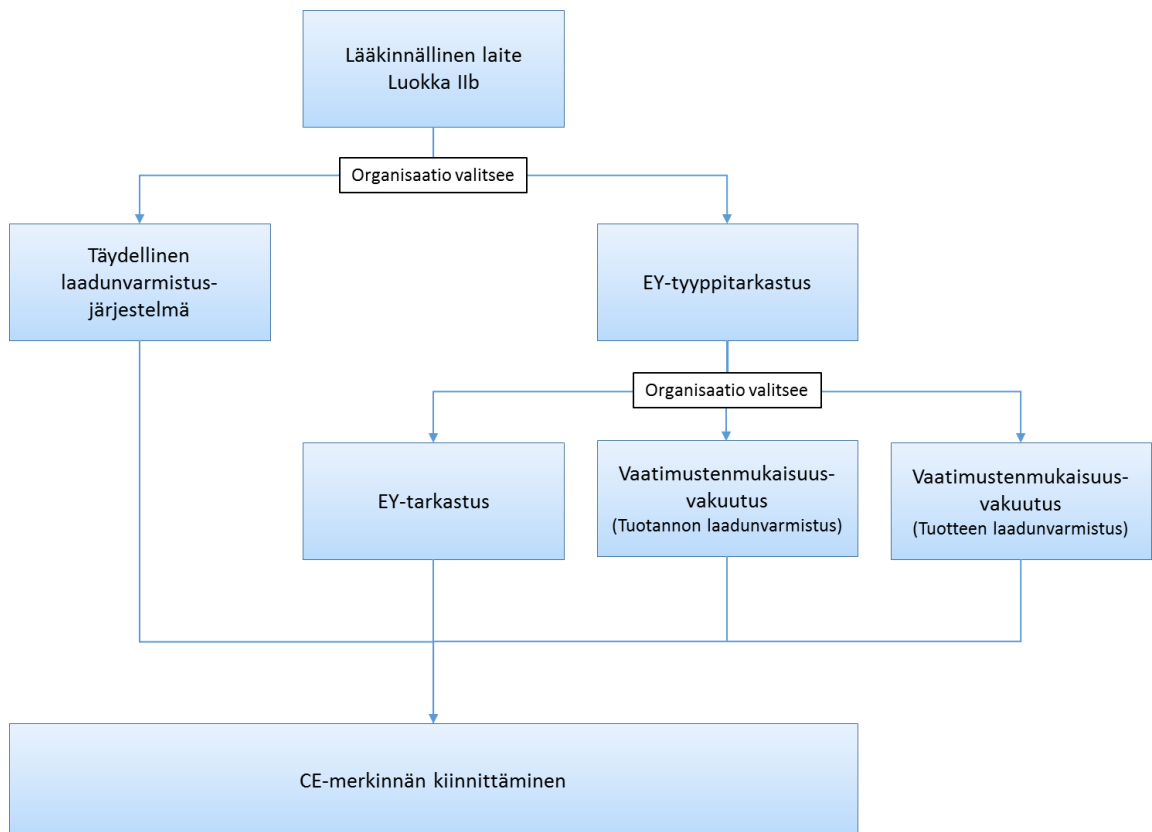 Lääkinnällinen laite
Luokka IIb
Organisaatio valitsee
Täydellinen
laadunvarmistus-
järjestelmä
EY-tyyppitarkastus
Organisaatio valitsee
EY-tarkastus
Vaatimustenmukaisuus-
vakuutus
(Tuotannon laadunvarmistus)
Vaatimustenmukaisuus-
vakuutus
(Tuotteen laadunvarmistus)
CE-merkinnän kiinnittäminen